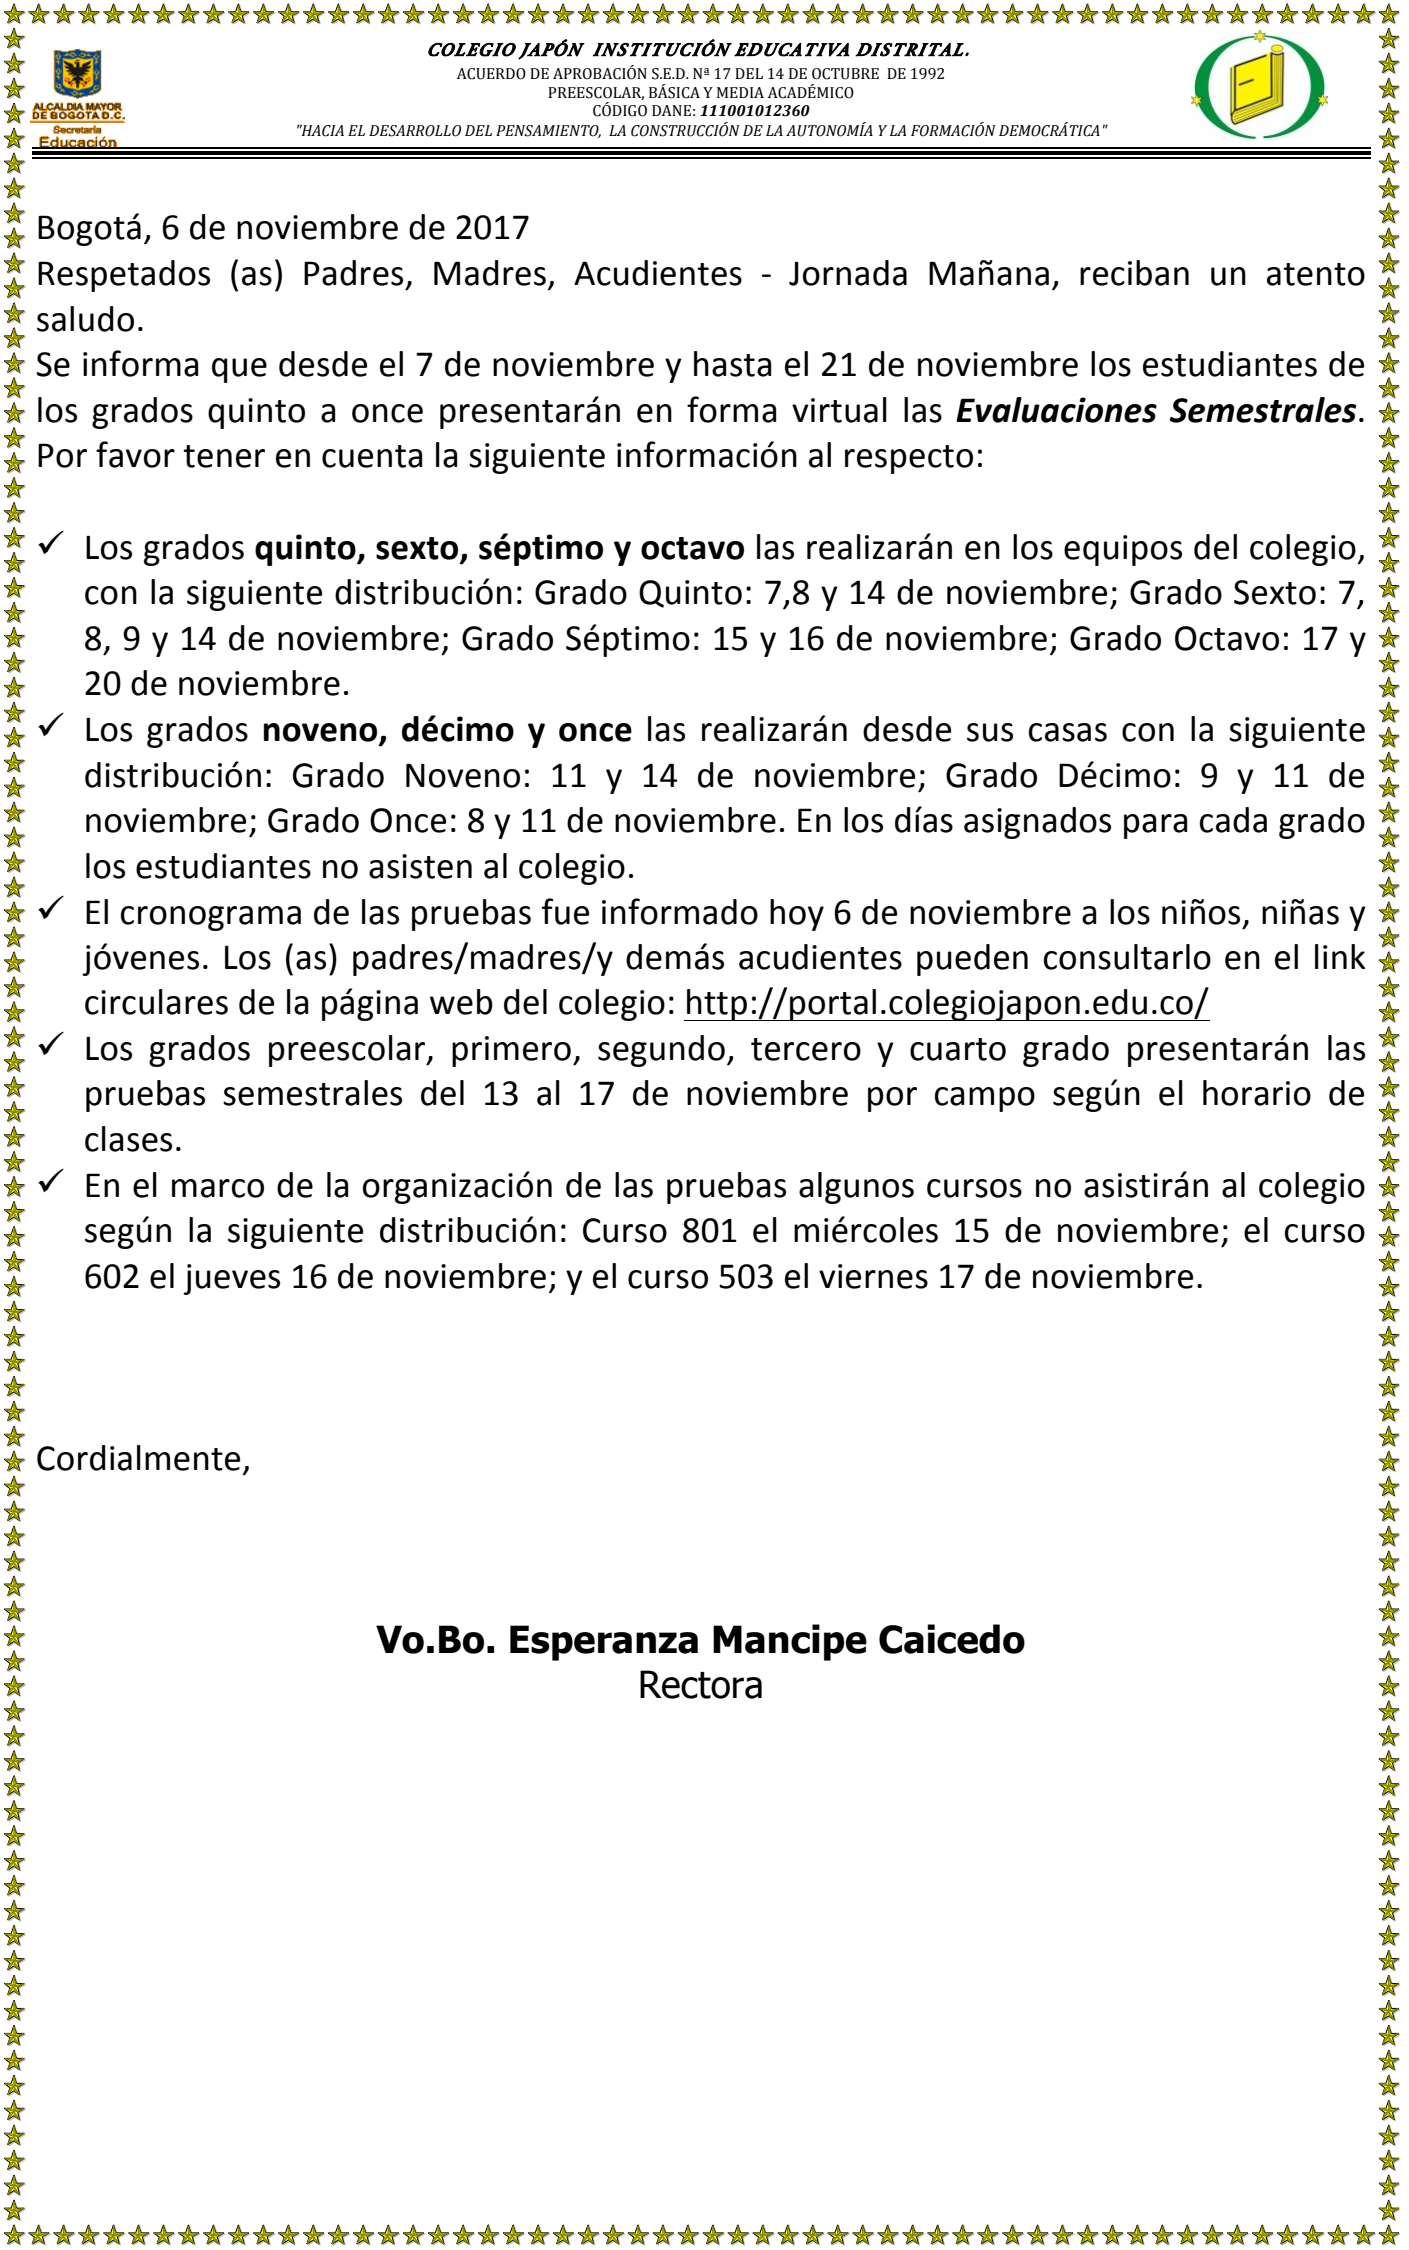 COLEGIO JAPÓN  INSTITUCIÓN EDUCATIVA DISTRITAL.
ACUERDO DE APROBACIÓN S.E.D. Nª 17 DEL 14 DE OCTUBRE  DE 1992
PREESCOLAR, BÁSICA Y MEDIA ACADÉMICO
CÓDIGO DANE: 111001012360
"HACIA EL DESARROLLO DEL PENSAMIENTO,  LA CONSTRUCCIÓN DE LA AUTONOMÍA Y LA FORMACIÓN DEMOCRÁTICA"
ALCALDIA MAYOR
DE BOGOTA D.C.
Secretaría
Educación
Bogotá, 6 de noviembre de 2017
Respetados (as) Padres, Madres, Acudientes - Jornada Mañana, reciban un atento
saludo.
Se informa que desde el 7 de noviembre y hasta el 21 de noviembre los estudiantes de
los grados quinto a once presentarán en forma virtual las Evaluaciones Semestrales.
Por favor tener en cuenta la siguiente información al respecto:
✓ Los grados quinto, sexto, séptimo y octavo las realizarán en los equipos del colegio,
con la siguiente distribución: Grado Quinto: 7,8 y 14 de noviembre; Grado Sexto: 7,
8, 9 y 14 de noviembre; Grado Séptimo: 15 y 16 de noviembre; Grado Octavo: 17 y
20 de noviembre.
✓ Los grados noveno, décimo y once las realizarán desde sus casas con la siguiente
distribución: Grado Noveno: 11 y 14 de noviembre; Grado Décimo: 9 y 11 de
noviembre; Grado Once: 8 y 11 de noviembre. En los días asignados para cada grado
los estudiantes no asisten al colegio.
✓ El cronograma de las pruebas fue informado hoy 6 de noviembre a los niños, niñas y
jóvenes. Los (as) padres/madres/y demás acudientes pueden consultarlo en el link
circulares de la página web del colegio: http://portal.colegiojapon.edu.co/
✓ Los grados preescolar, primero, segundo, tercero y cuarto grado presentarán las
pruebas semestrales del 13 al 17 de noviembre por campo según el horario de
clases.
✓ En el marco de la organización de las pruebas algunos cursos no asistirán al colegio
según la siguiente distribución: Curso 801 el miércoles 15 de noviembre; el curso
602 el jueves 16 de noviembre; y el curso 503 el viernes 17 de noviembre.
Cordialmente,
Vo.Bo. Esperanza Mancipe Caicedo
Rectora